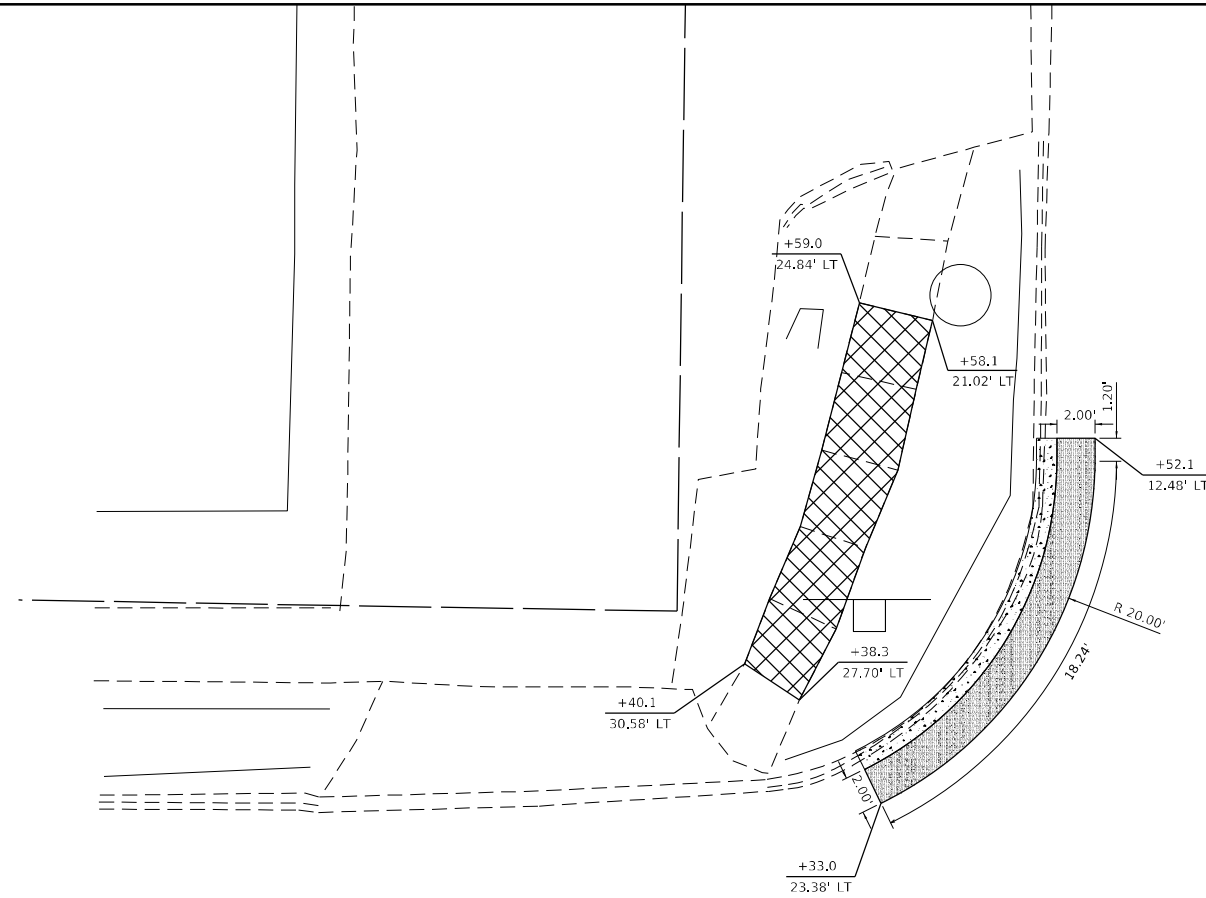 +59.0
24.84' LT
+58.1
21.02' LT
2.00'
1.20'
+52.1
12.48' LT
R 20.00'
18.24'
+38.3
27.70' LT
+40.1
30.58' LT
2.00'
+33.0
23.38' LT